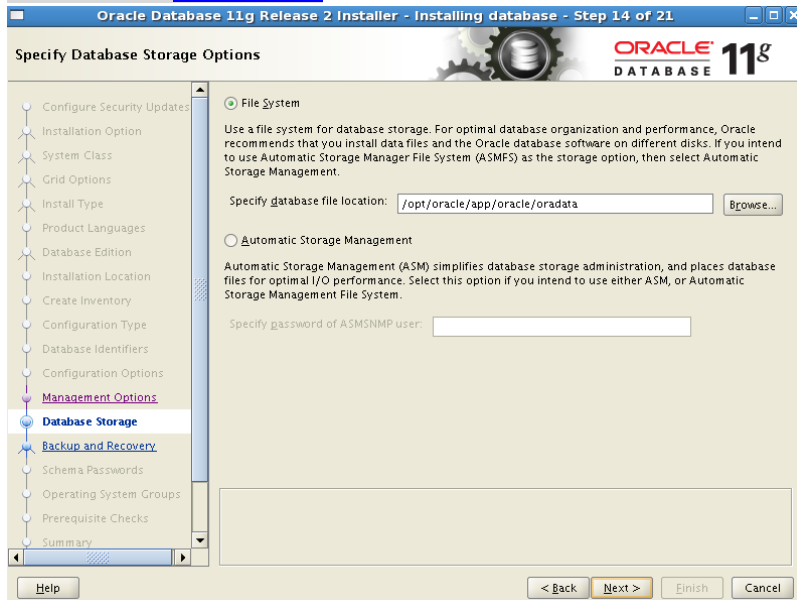 Oracle Database 11g Release 2 Installer - Installing database - Step 14 of 21
Specify Database Storage Options
ORACLE
DATABASE
11g
Configure Security Updates
Installation Option
System Class
Grid Options
Install Type
Product Languages
Database Edition
Installation Location
Create Inventory
Configuration Type
Database Identifiers
Configuration Options
Management Options
Database Storage
Backup and Recovery
Schema Passwords
Operating System Groups
Prerequisite Checks
Summary
File System
Use a file system for database storage. For optimal database organization and performance, Oracle
recommends that you install data files and the Oracle database software on different disks. If you intend
to use Automatic Storage Manager File System (ASMFS) as the storage option, then select Automatic
Storage Management.
Specify database file location: /opt/oracle/app/oracle/oradata Browse...
Automatic Storage Management
Automatic Storage Management (ASM) simplifies database storage administration, and places database
files for optimal I/O performance. Select this option if you intend to use either ASM, or Automatic
Storage Management File System.
Specify password of ASMSNMP user:
Help < Back Next > Finish Cancel